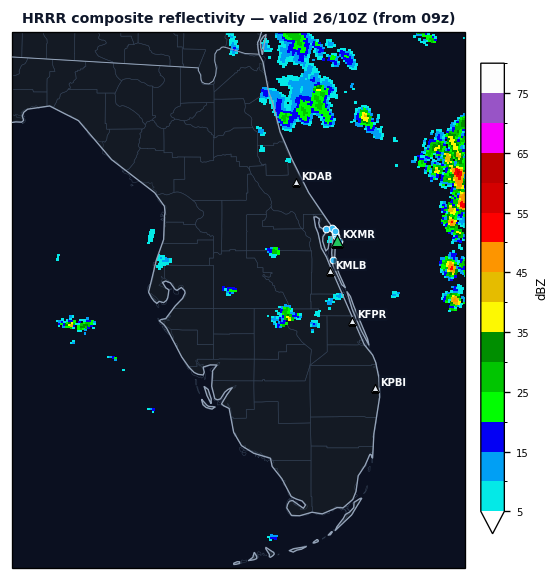 HRRR composite reflectivity — valid 26/10Z (from 09z)
75
KDAB
65
55
KXMR
KMLB
45
dBZ
KFPR
35
KPBI
25
15
5